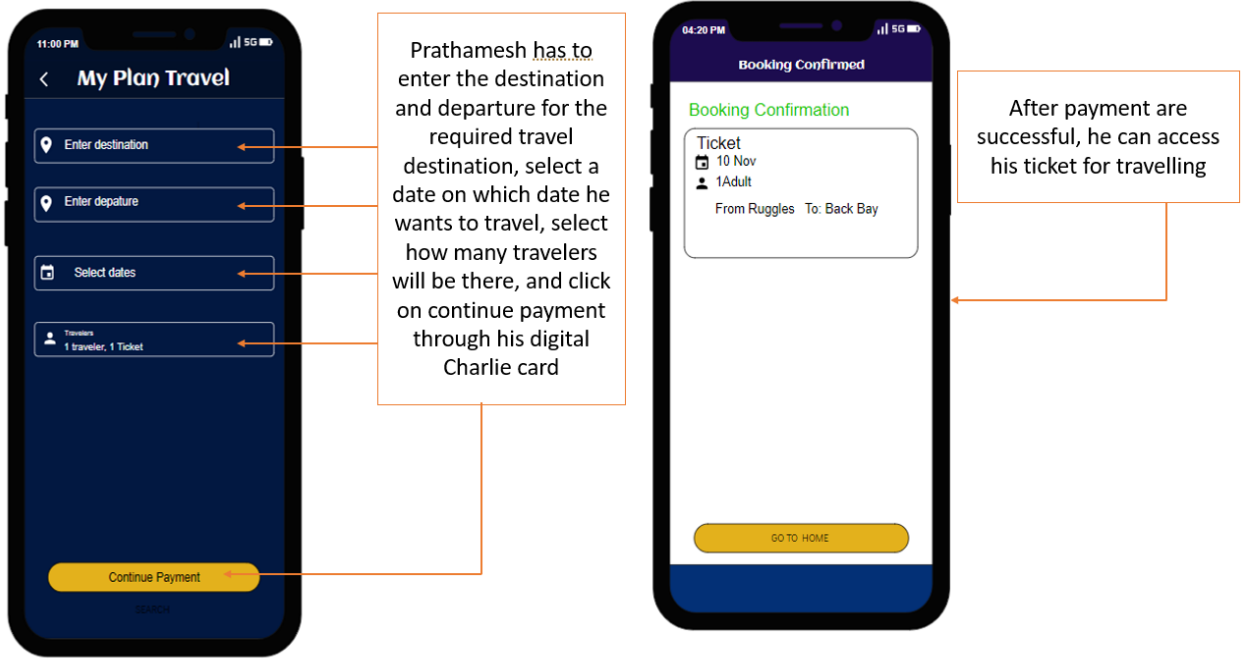 11:00 PM
5G
My Plan Travel
Enter destination
Enter depature
Select dates
Travelers
1 traveler, 1 Ticket
Continue Payment
SEARCH
Prathamesh has to
enter the destination
and departure for the
required travel
destination, select a
date on which date he
wants to travel, select
how many travelers
will be there, and click
on continue payment
through his digital
Charlie card
04:20 PM
5G
Booking Confirmed
Booking Confirmation
Ticket
10 Nov
1Adult
From Ruggles To: Back Bay
GO TO HOME
After payment are
successful, he can access
his ticket for travelling